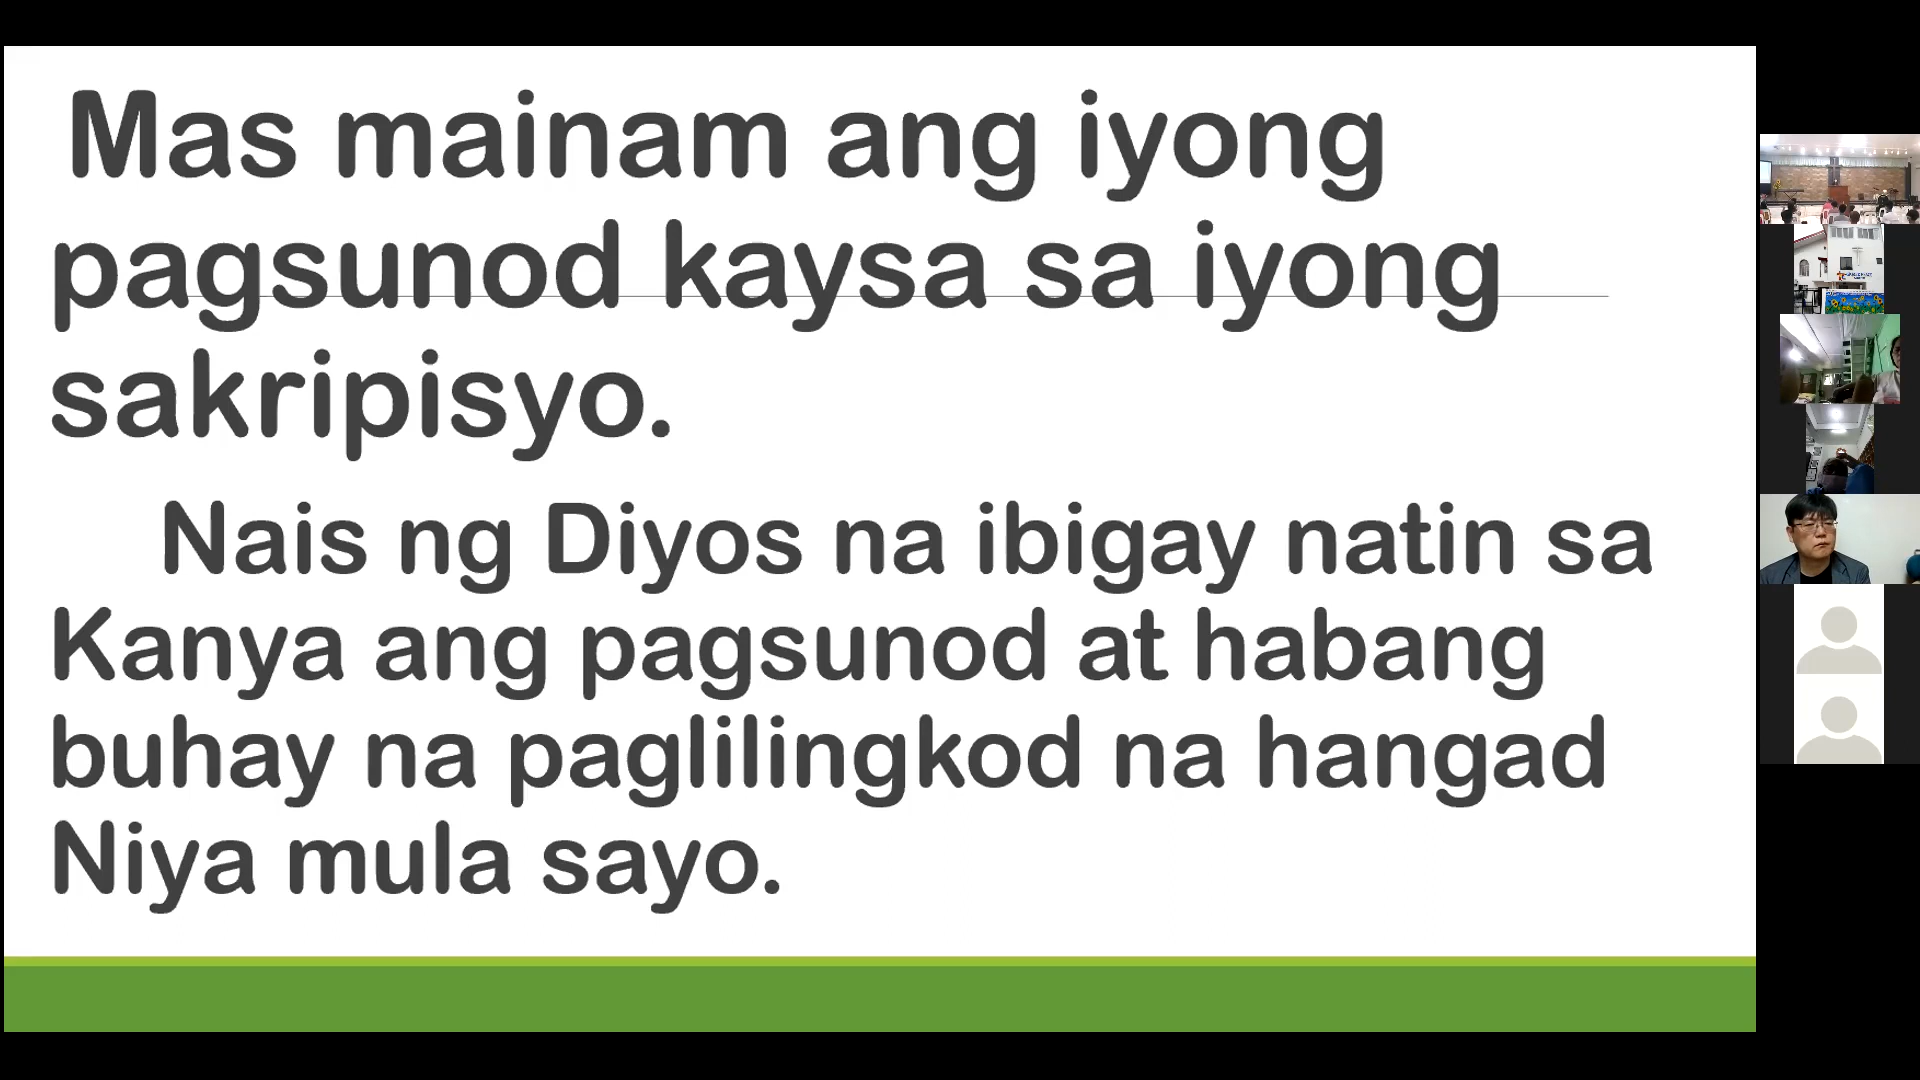 Mas mainam ang iyong
pagsunod kaysa sa iyong
sakripisyo.
Nais ng Diyos na ibigay natin sa
Kanya ang pagsunod at habang
buhay na paglilingkod na hangad
Niya mula sayo.